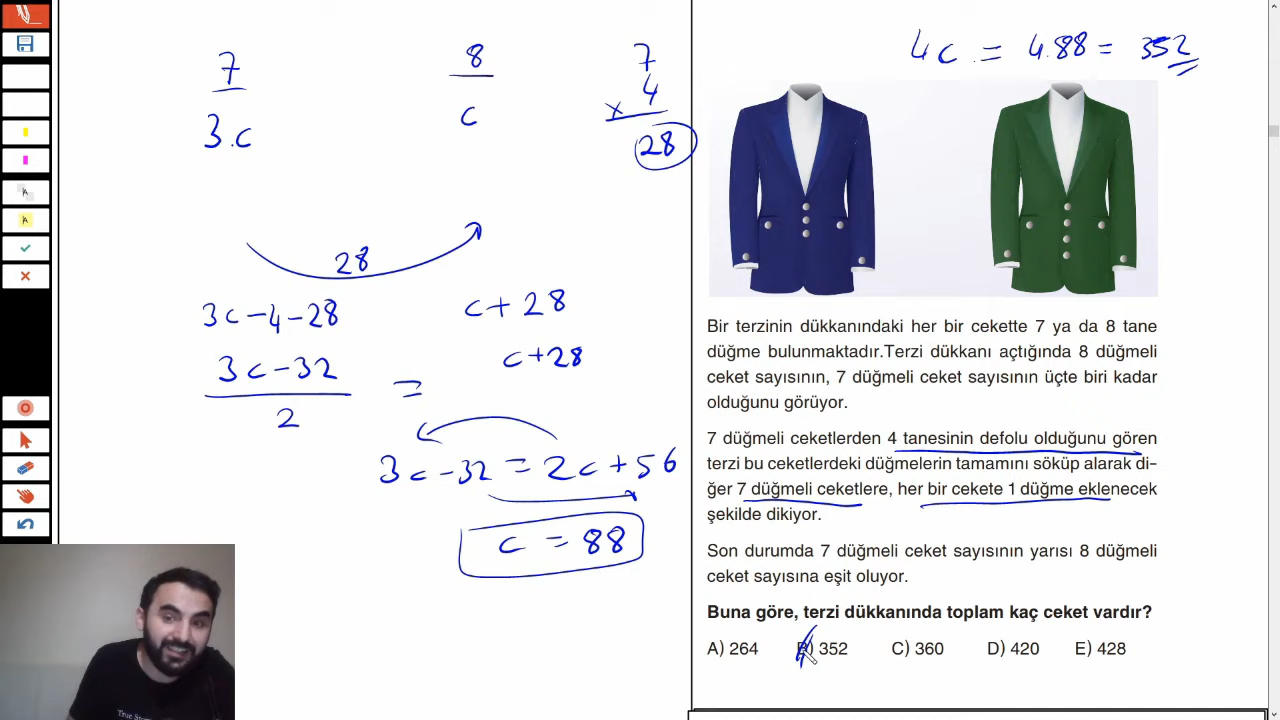 7
3.c
8
c
7
x 4
28
28
3c-4-28
c+28
3c-32
2
=
c+28
3c-32 = 2c+56
c = 88
4c = 4.88 = 352
Bir terzinin dükkanındaki her bir cekette 7 ya da 8 tane
düğme bulunmaktadır.Terzi dükkanı açtığında 8 düğmeli
ceket sayısının, 7 düğmeli ceket sayısının üçte biri kadar
olduğunu görüyor.
7 düğmeli ceketlerden 4 tanesinin defolu olduğunu gören
terzi bu ceketlerdeki düğmelerin tamamını söküp alarak di-
ğer 7 düğmeli ceketlere, her bir cekete 1 düğme eklenecek
şekilde dikiyor.
Son durumda 7 düğmeli ceket sayısının yarısı 8 düğmeli
ceket sayısına eşit oluyor.
Buna göre, terzi dükkanında toplam kaç ceket vardır?
A) 264 B) 352 C) 360 D) 420 E) 428